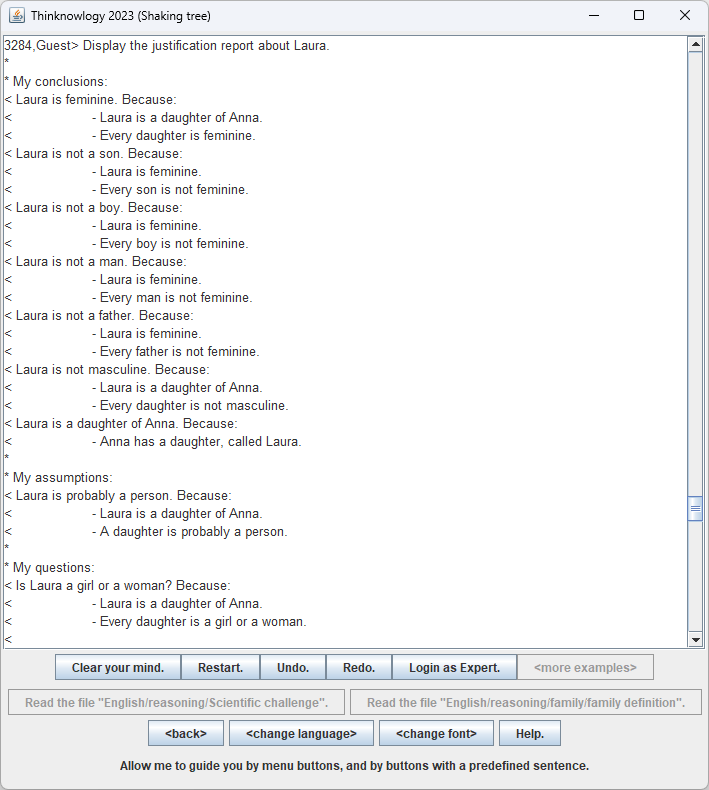 Thinknowlogy 2023 (Shaking tree)
3284,Guest> Display the justification report about Laura.
*
* My conclusions:
< Laura is feminine. Because:
< - Laura is a daughter of Anna.
< - Every daughter is feminine.
< Laura is not a son. Because:
< - Laura is feminine.
< - Every son is not feminine.
< Laura is not a boy. Because:
< - Laura is feminine.
< - Every boy is not feminine.
< Laura is not a man. Because:
< - Laura is feminine.
< - Every man is not feminine.
< Laura is not a father. Because:
< - Laura is feminine.
< - Every father is not feminine.
< Laura is not masculine. Because:
< - Laura is a daughter of Anna.
< - Every daughter is not masculine.
< Laura is a daughter of Anna. Because:
< - Anna has a daughter, called Laura.
*
* My assumptions:
< Laura is probably a person. Because:
< - Laura is a daughter of Anna.
< - A daughter is probably a person.
*
* My questions:
< Is Laura a girl or a woman? Because:
< - Laura is a daughter of Anna.
< - Every daughter is a girl or a woman.
<
Clear your mind. Restart. Undo. Redo. Login as Expert. <more examples>
Read the file "English/reasoning/Scientific challenge". Read the file "English/reasoning/family/family definition".
<back> <change language> <change font> Help.
Allow me to guide you by menu buttons, and by buttons with a predefined sentence.